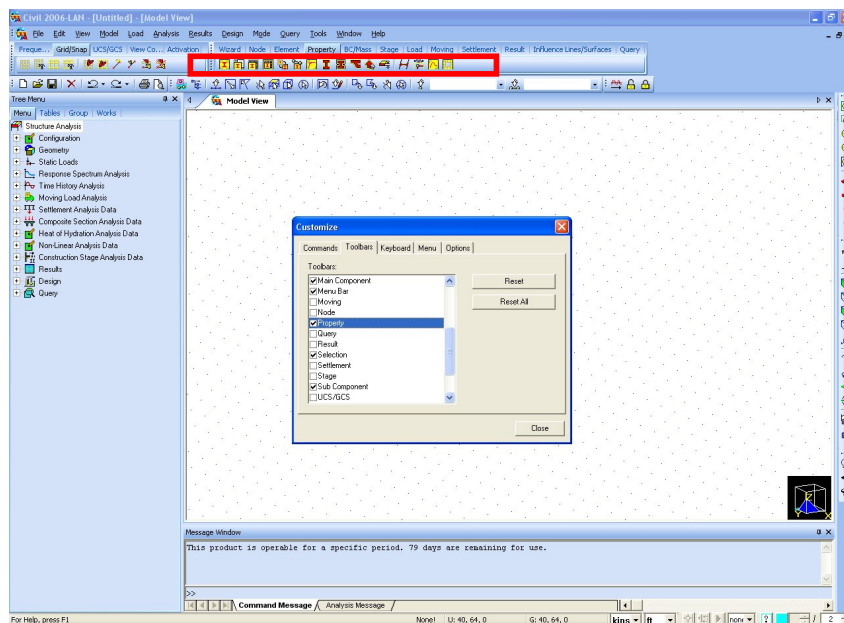 Civil 2006-LAN - [Untitled] - [Model View]
File Edit View Model Load Analysis Results Design Mode Query Tools Window Help
Freque... Grid/Snap UCS/GCS View Co... Activation Wizard Node Element Property BC/Mass Stage Load Moving Settlement Result Influence Lines/Surfaces Query
Tree Menu
Menu Tables Group Works
Model View
Structure Analysis
Configuration
Geometry
Static Loads
Response Spectrum Analysis
Time History Analysis
Moving Load Analysis
Settlement Analysis Data
Composite Section Analysis Data
Heat of Hydration Analysis Data
Non-Linear Analysis Data
Construction Stage Analysis Data
Results
Design
Query
Customize
Commands Toolbars Keyboard Menu Options
Toolbars:
Main Component
Menu Bar
Moving
Node
Property
Query
Result
Selection
Settlement
Stage
Sub Component
UCS/GCS
Reset
Reset All
Close
Message Window
This product is operable for a specific period. 79 days are remaining for use.
>>
Command Message Analysis Message
For Help, press F1
None! U: 40, 64, 0 G: 40, 64, 0 kips ft none ? / 2